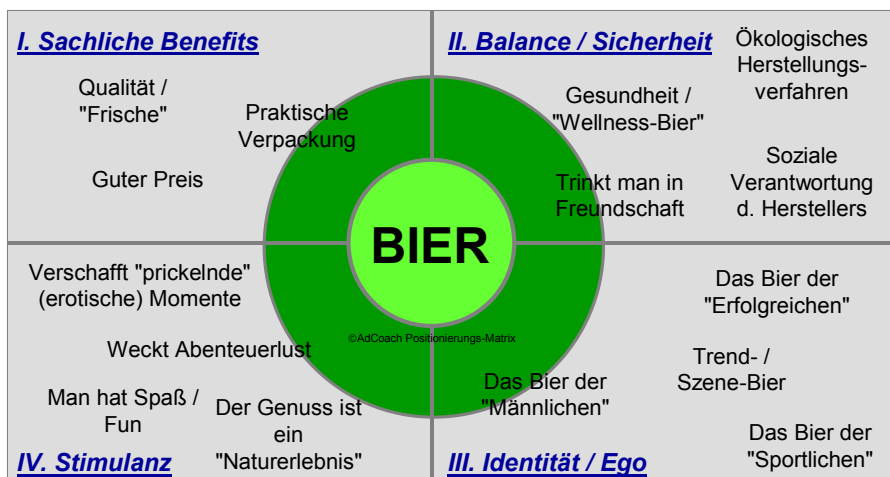 I. Sachliche Benefits
Qualität /
"Frische"
Praktische
Verpackung
Guter Preis
II. Balance / Sicherheit
Ökologisches
Herstellungs-
verfahren
Gesundheit /
"Wellness-Bier"
Trinkt man in
Freundschaft
Soziale
Verantwortung
d. Herstellers
BIER
©AdCoach Positionierungs-Matrix
Verschafft "prickelnde"
(erotische) Momente
Weckt Abenteuerlust
Man hat Spaß /
Fun
Der Genuss ist
ein
"Naturerlebnis"
IV. Stimulanz
Das Bier der
"Erfolgreichen"
Trend- /
Szene-Bier
Das Bier der
"Männlichen"
Das Bier der
"Sportlichen"
III. Identität / Ego